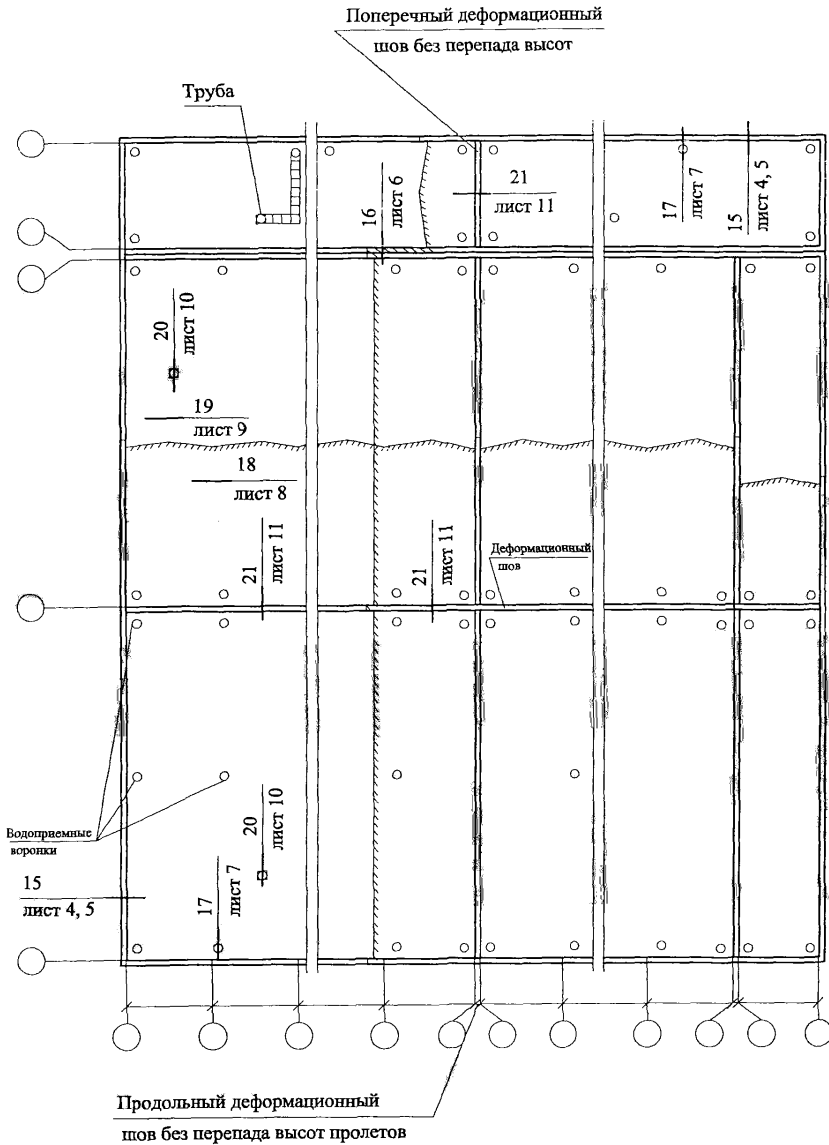 Поперечный деформационный
шов без перепада высот
Труба
16
лист 6
21
лист 11
17
лист 7
15
лист 4, 5
20
лист 10
19
лист 9
18
лист 8
21
лист 11
21
лист 11
Деформационный
шов
Водоприемные
воронки
20
лист 10
15
лист 4, 5
17
лист 7
Продольный деформационный
шов без перепада высот пролетов